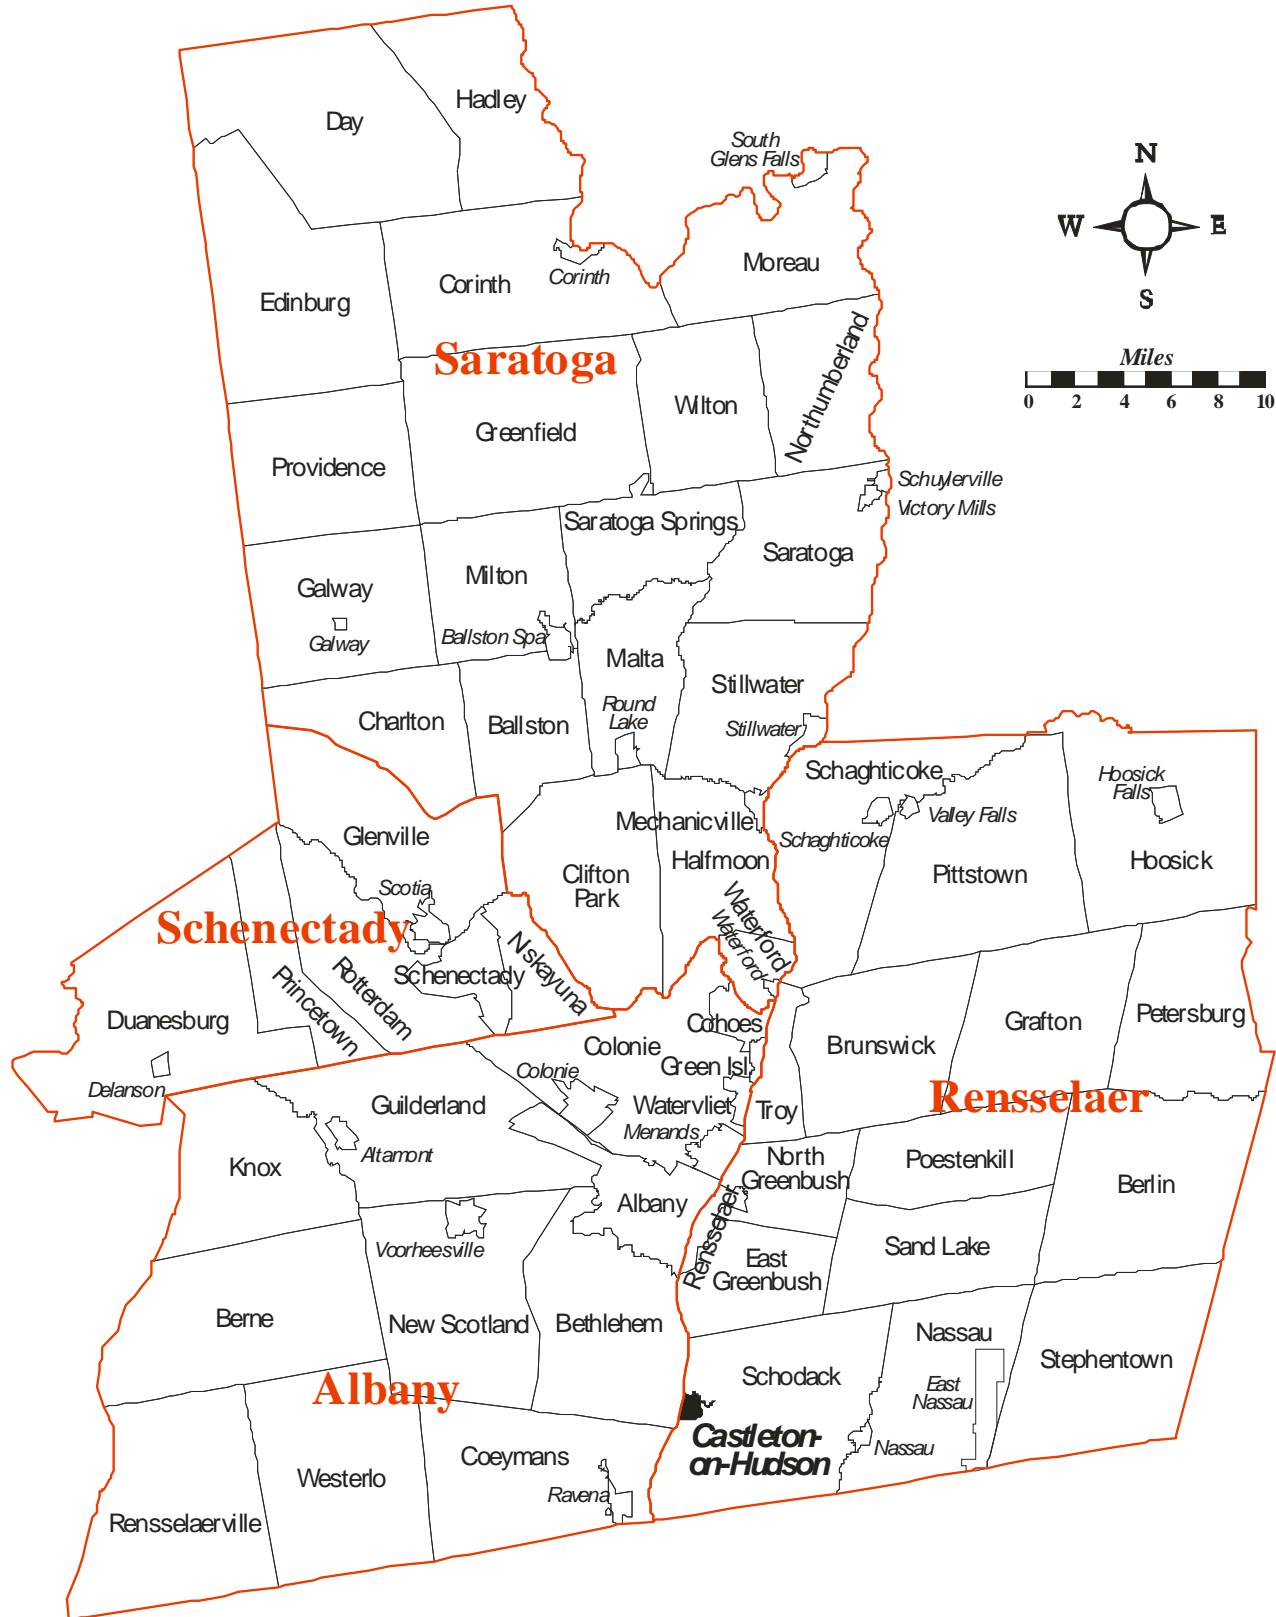 Hadley
Day
South
Glens Falls
N
W
E
S
Moreau
Corinth
Corinth
Edinburg
Miles
0 2 4 6 8 10
Saratoga
Northumberland
Wilton
Greenfield
Providence
Schuylerville
Victory Mills
Saratoga Springs
Saratoga
Milton
Galway
Galway
Ballston Spa
Malta
Stillwater
Round
Lake
Charlton
Ballston
Stillwater
Schaghticoke
Hoosick
Falls
Valley Falls
Schaghticoke
Mechanicville
Glenville
Halfmoon
Hoosick
Clifton
Park
Pittstown
Scotia
Waterford
Waterford
Schenectady
Niskayuna
Schenectady
Rotterdam
Princetown
Duanesburg
Cohoes
Petersburg
Grafton
Brunswick
Colonie
Green Isl.
Colonie
Delanson
Rensselaer
Guilderland
Watervliet
Troy
Menands
Altamont
North
Greenbush
Poestenkill
Knox
Berlin
Albany
Rensselaer
Voorheesville
Sand Lake
East
Greenbush
Berne
New Scotland
Bethlehem
Nassau
Stephentown
Schodack
Albany
East
Nassau
Castleton-
on-Hudson
Nassau
Coeymans
Westerlo
Ravena
Rensselaerville